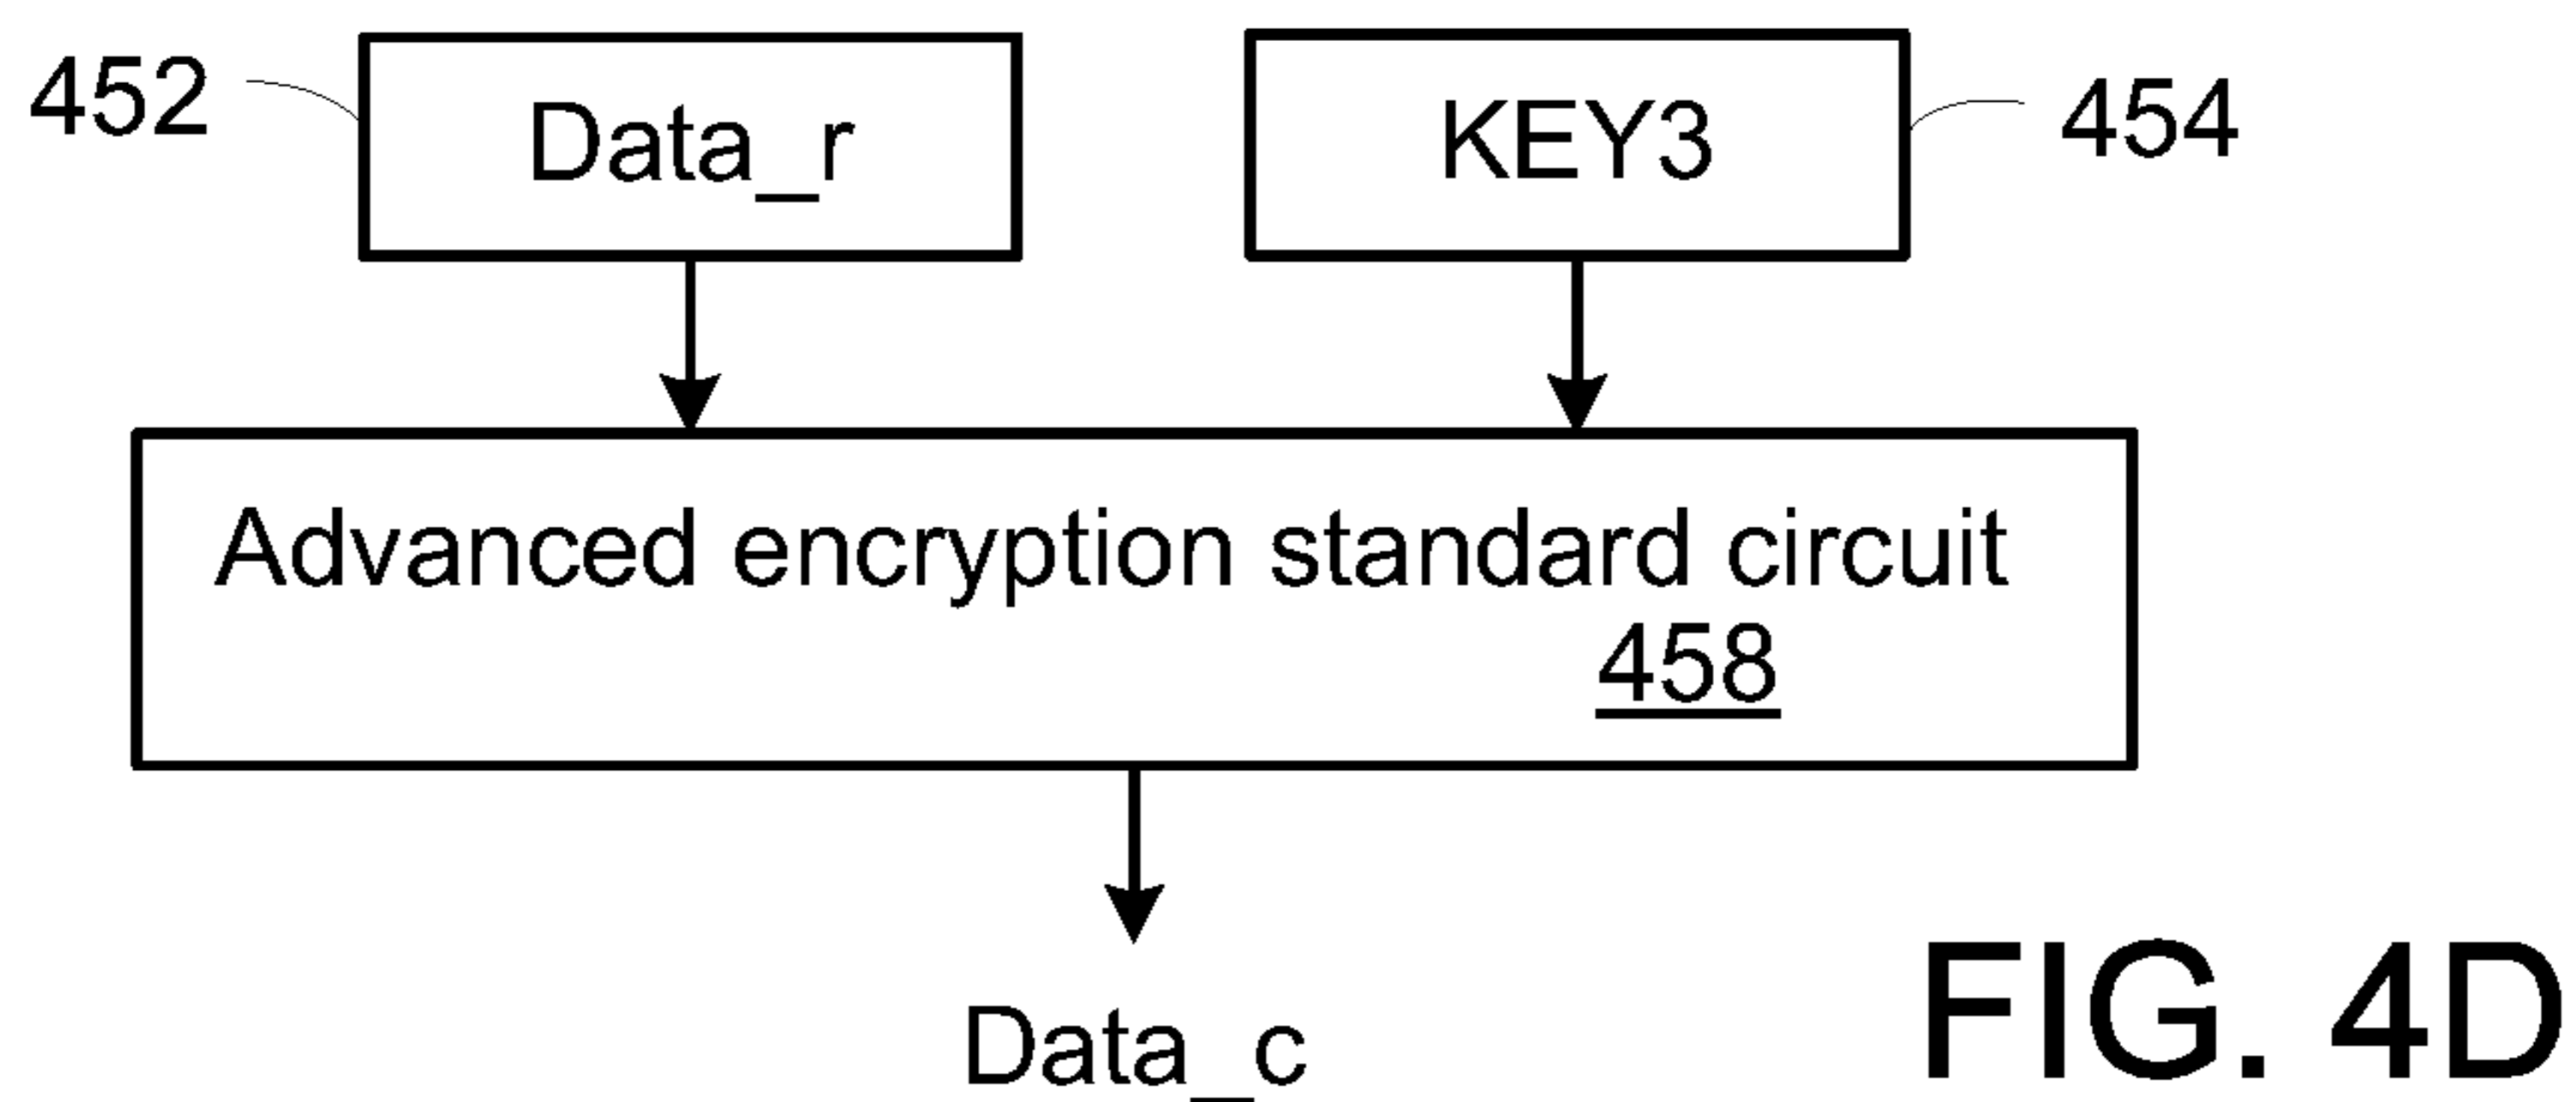 452
Data_r
KEY3
454
Advanced encryption standard circuit
458
Data_c
FIG. 4D